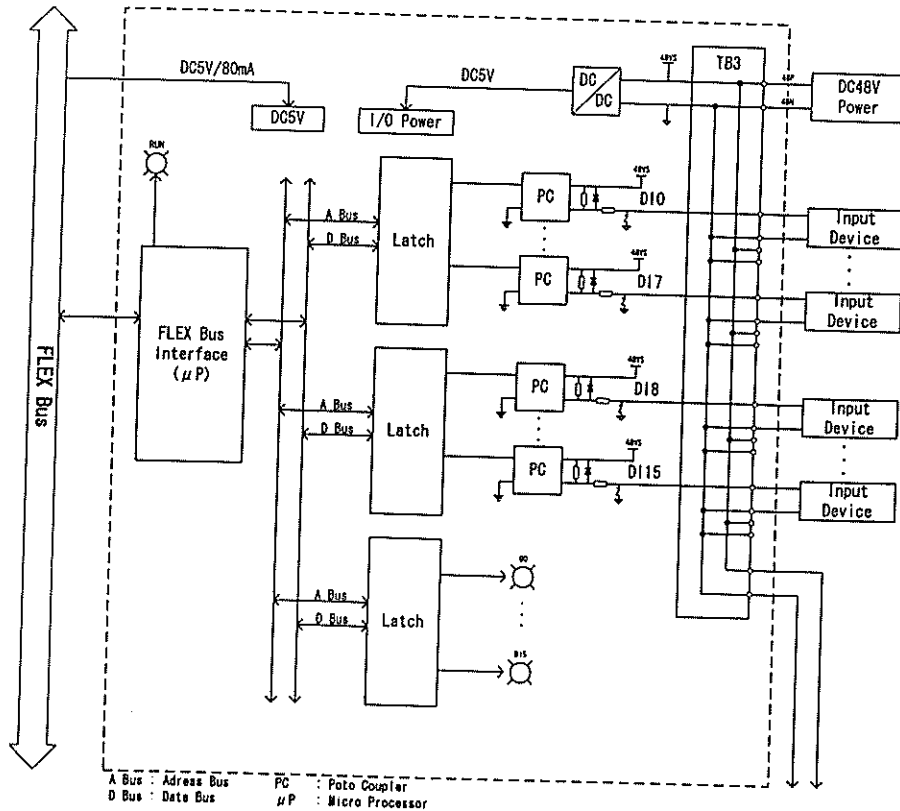 TB3
48VS
48P
DC5V/80mA
DC5V
DC
DC
DC48V
Power
48N
DC5V
I/O Power
RUN
48VS
PC
DI0
A Bus
D Bus
Latch
Input
Device
48VS
PC
DI7
Input
Device
FLEX Bus
Interface
(μP)
FLEX Bus
48VS
PC
DI8
A Bus
D Bus
Latch
Input
Device
48VS
PC
DI15
Input
Device
A Bus
D Bus
Latch
A Bus : Adress Bus PC : Poto Coupler
D Bus : Date Bus μP : Micro Processor